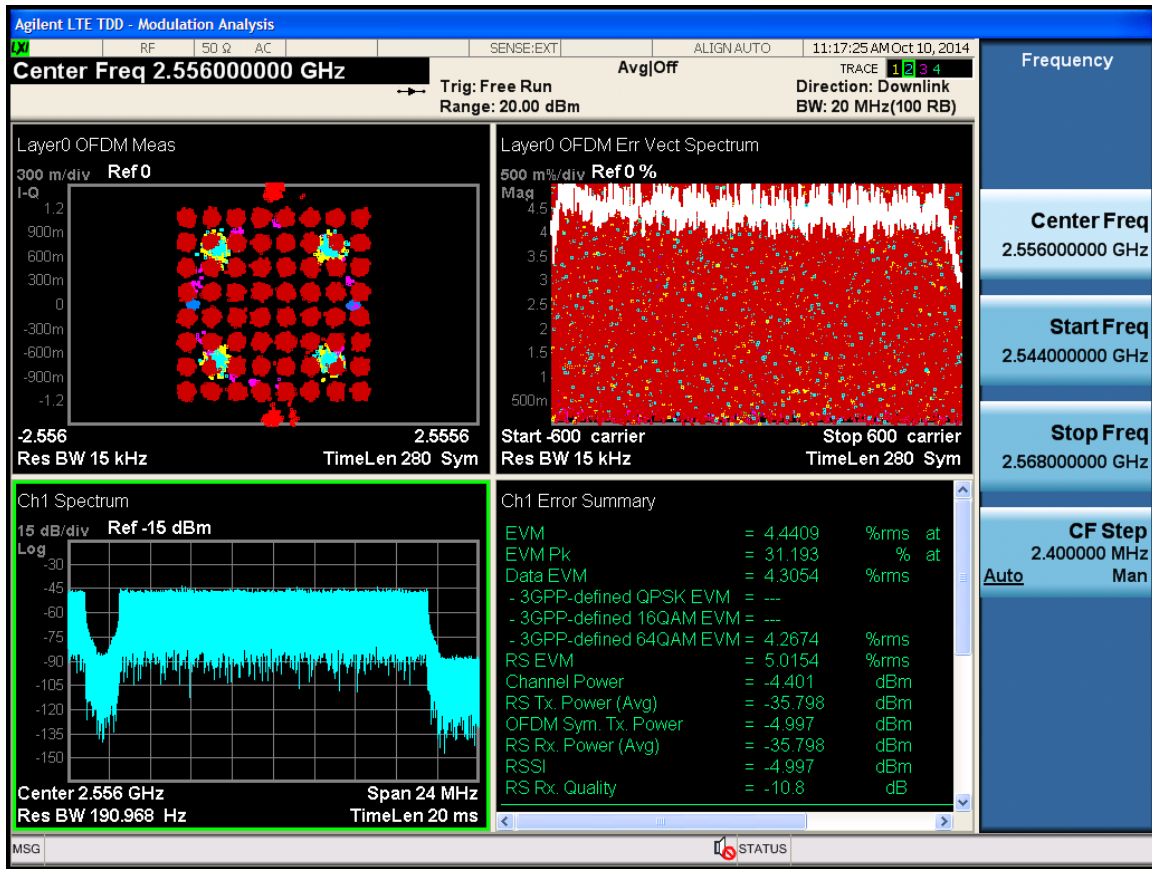 Agilent LTE TDD - Modulation Analysis
LXI RF 50 Ω AC SENSE:EXT ALIGN AUTO 11:17:25 AM Oct 10, 2014
Center Freq 2.556000000 GHz
Avg|Off
TRACE 1 2 3 4
Trig: Free Run
Direction: Downlink
Range: 20.00 dBm
BW: 20 MHz(100 RB)
Layer0 OFDM Meas
300 m/div Ref 0
I-Q
1.2
900m
600m
300m
0
-300m
-600m
-900m
-1.2
-2.556 2.5556
Res BW 15 kHz TimeLen 280 Sym
Layer0 OFDM Err Vect Spectrum
500 m%/div Ref 0 %
Mag
4.5
4
3.5
3
2.5
2
1.5
1
500m
Start -600 carrier Stop 600 carrier
Res BW 15 kHz TimeLen 280 Sym
Ch1 Spectrum
15 dB/div Ref -15 dBm
Log
-30
-45
-60
-75
-90
-105
-120
-135
-150
Center 2.556 GHz Span 24 MHz
Res BW 190.968 Hz TimeLen 20 ms
Ch1 Error Summary
EVM = 4.4409 %rms at
EVM Pk = 31.193 % at
Data EVM = 4.3054 %rms
- 3GPP-defined QPSK EVM = ---
- 3GPP-defined 16QAM EVM = ---
- 3GPP-defined 64QAM EVM = 4.2674 %rms
RS EVM = 5.0154 %rms
Channel Power = -4.401 dBm
RS Tx. Power (Avg) = -35.798 dBm
OFDM Sym. Tx. Power = -4.997 dBm
RS Rx. Power (Avg) = -35.798 dBm
RSSI = -4.997 dBm
RS Rx. Quality = -10.8 dB
Frequency
Center Freq
2.556000000 GHz
Start Freq
2.544000000 GHz
Stop Freq
2.568000000 GHz
CF Step
2.400000 MHz
Auto Man
MSG STATUS